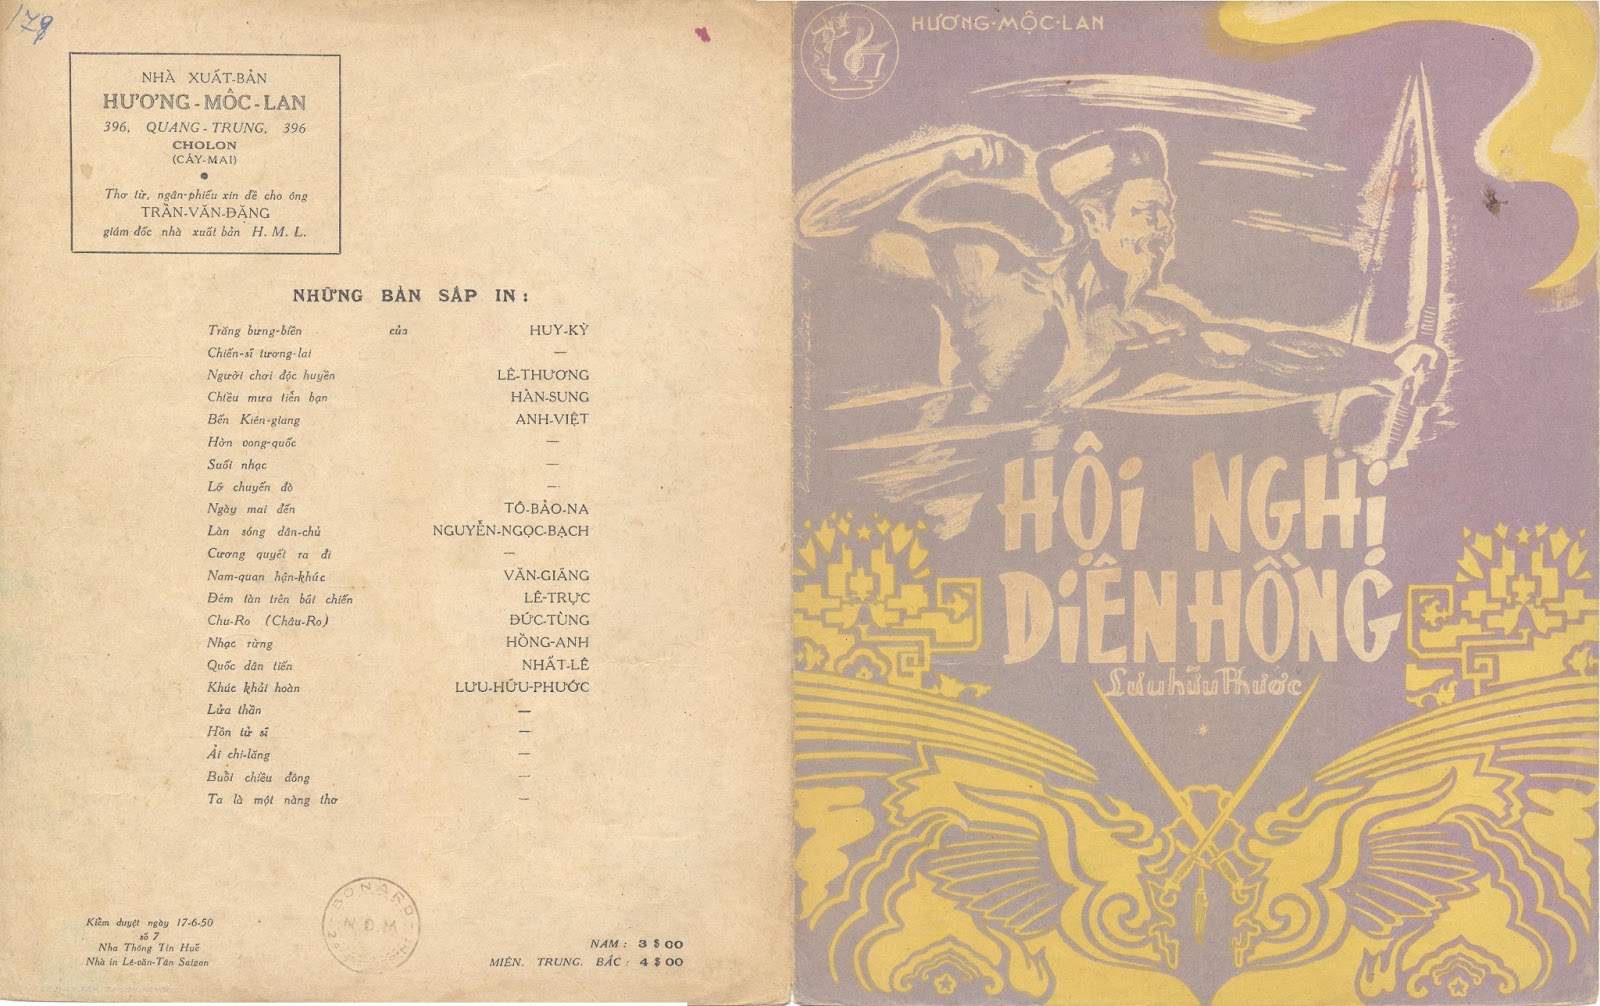 178
NHÀ XUẤT-BẢN
HƯƠNG-MỘC-LAN
396, QUANG-TRUNG, 396
CHOLON
(CÂY-MAI)
Thơ từ, ngân-phiếu xin đề cho ông
TRẦN-VĂN-ĐẶNG
giám đốc nhà xuất bản H. M. L.
NHỮNG BẢN SẮP IN :
Trăng bưng-biền của HUY-KỲ
Chiến-sĩ tương-lai —
Người chơi độc huyền LÊ-THƯƠNG
Chiều mưa tiễn bạn HÀN-SUNG
Bến Kiên-giang ANH-VIỆT
Hờn vong-quốc —
Suối nhạc —
Lỡ chuyến đò —
Ngày mai đến TÔ-BẢO-NA
Làn sóng dân-chủ NGUYỄN-NGỌC-BẠCH
Cương quyết ra đi —
Nam-quan hận-khúc VĂN-GIẢNG
Đêm tàn trên bãi chiến LÊ-TRỰC
Chu-Ro (Châu-Ro) ĐỨC-TÙNG
Nhạc rừng HỒNG-ANH
Quốc dân tiến NHẤT-LÊ
Khúc khải hoàn LƯU-HỮU-PHƯỚC
Lửa thần —
Hồn tử sĩ —
Ải chi-lăng —
Buổi chiều đông —
Ta là một nàng thơ —
Kiểm duyệt ngày 17-6-50
số 7
Nha Thông Tin Huế
Nhà in Lê-văn-Tân Saigon
BONARD
N.D.M
NAM : 3 $ 00
MIÊN. TRUNG. BẮC : 4 $ 00
HƯƠNG·MỘC·LAN
HỘI NGHỊ
DIÊN HỒNG
Lưu hữu Phước